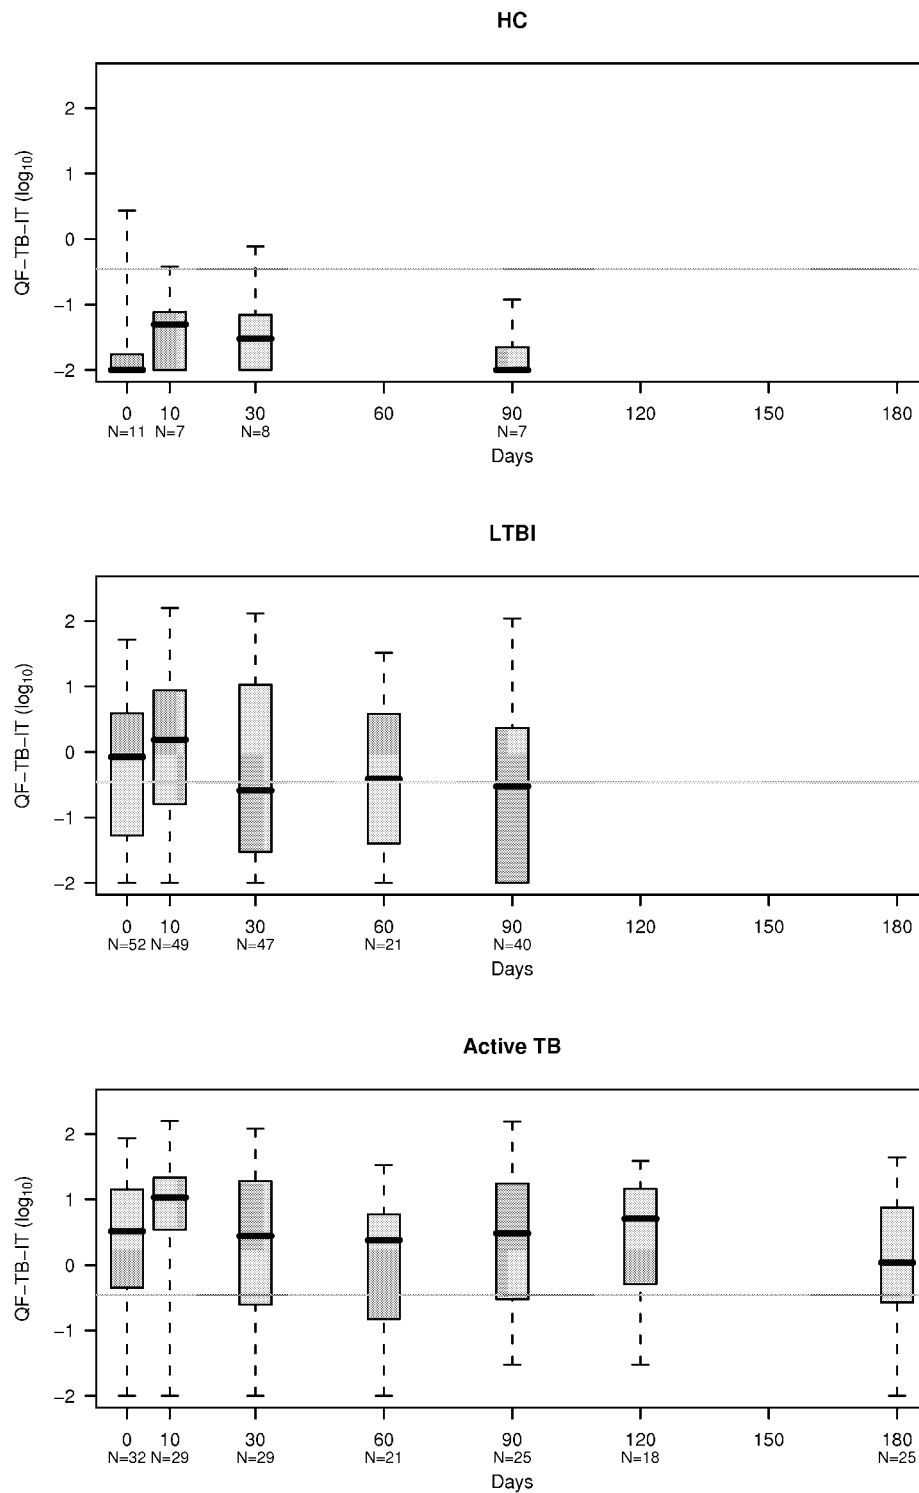 HC
QF−TB−IT (log10)
2
1
0
−1
−2
0 10 30 60 90 120 150 180
N=11 N=7 N=8 N=7
Days
LTBI
QF−TB−IT (log10)
2
1
0
−1
−2
0 10 30 60 90 120 150 180
N=52 N=49 N=47 N=21 N=40
Days
Active TB
QF−TB−IT (log10)
2
1
0
−1
−2
0 10 30 60 90 120 150 180
N=32 N=29 N=29 N=21 N=25 N=18 N=25
Days